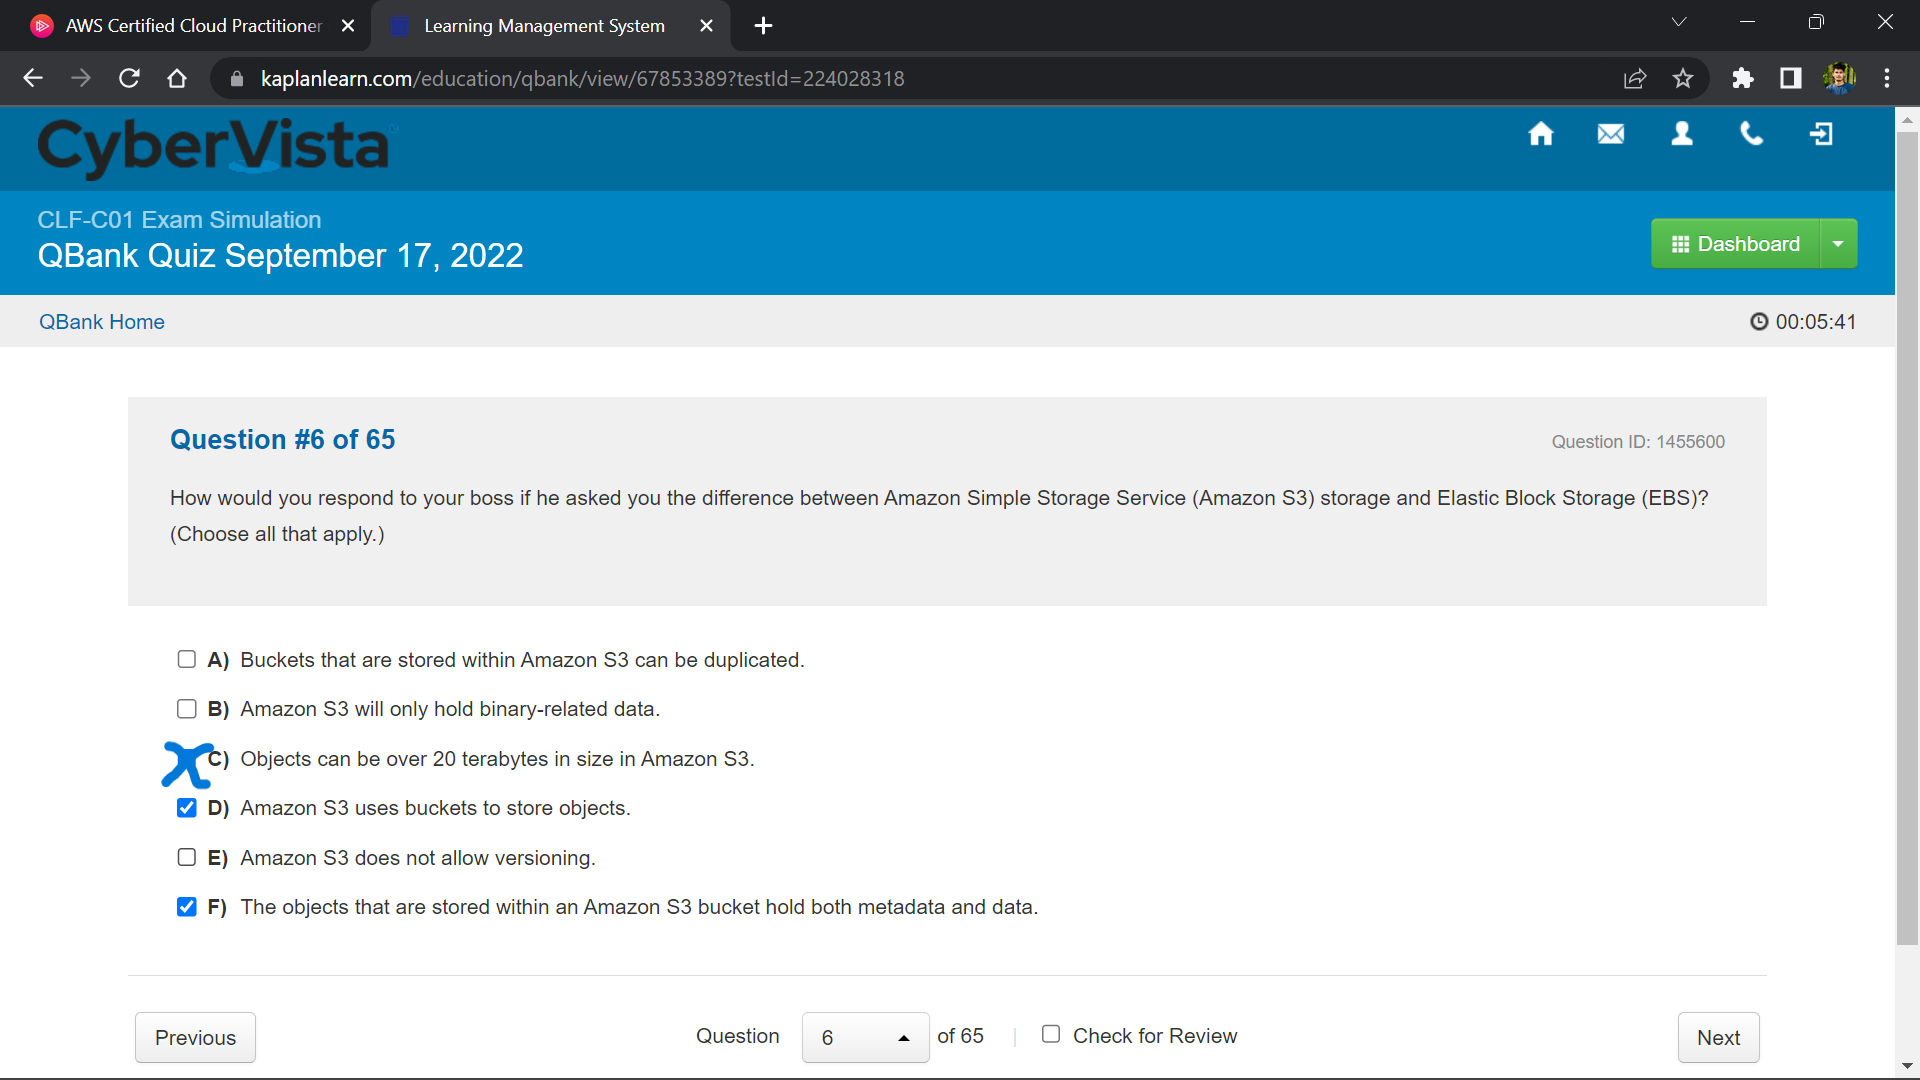 AWS Certified Cloud Practitioner
Learning Management System
kaplanlearn.com/education/qbank/view/67853389?testId=224028318
CyberVista
CLF-C01 Exam Simulation
QBank Quiz September 17, 2022
Dashboard
QBank Home
00:05:41
Question #6 of 65
Question ID: 1455600
How would you respond to your boss if he asked you the difference between Amazon Simple Storage Service (Amazon S3) storage and Elastic Block Storage (EBS)?
(Choose all that apply.)
A) Buckets that are stored within Amazon S3 can be duplicated.
B) Amazon S3 will only hold binary-related data.
C) Objects can be over 20 terabytes in size in Amazon S3.
D) Amazon S3 uses buckets to store objects.
E) Amazon S3 does not allow versioning.
F) The objects that are stored within an Amazon S3 bucket hold both metadata and data.
Previous
Question 6 of 65 | Check for Review
Next